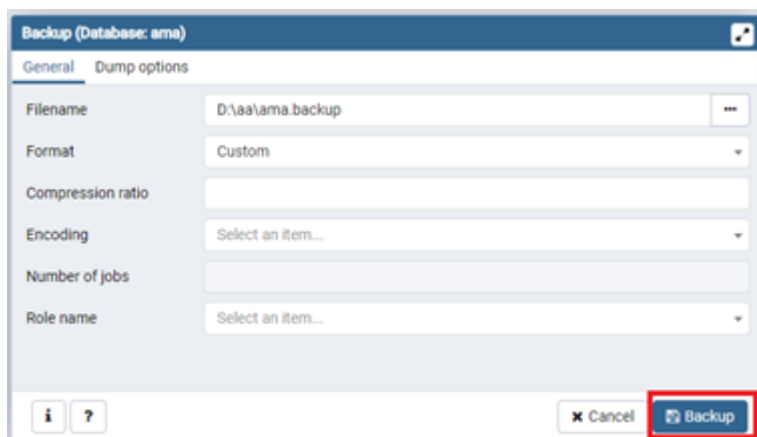 Backup (Database: ama)
General Dump options
Filename D:\aa\ama.backup ...
Format Custom
Compression ratio
Encoding Select an item...
Number of jobs
Role name Select an item...
i ? × Cancel Backup